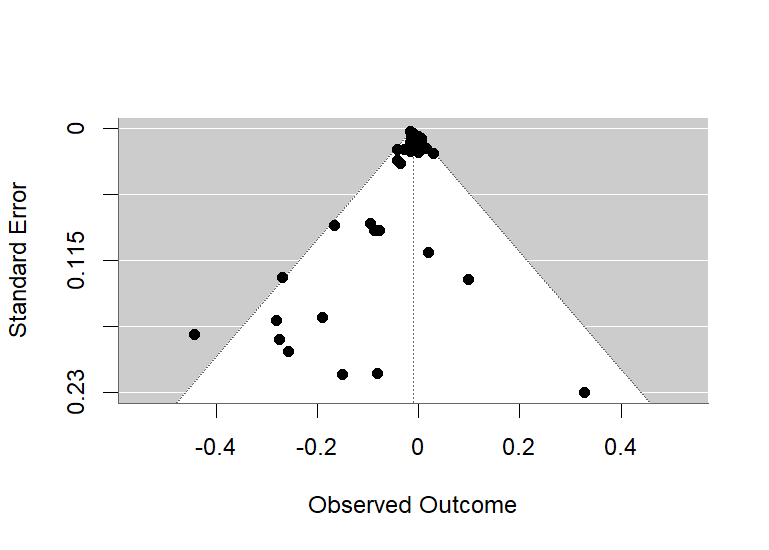 Standard Error
0
0.115
0.23
-0.4 -0.2 0 0.2 0.4
Observed Outcome